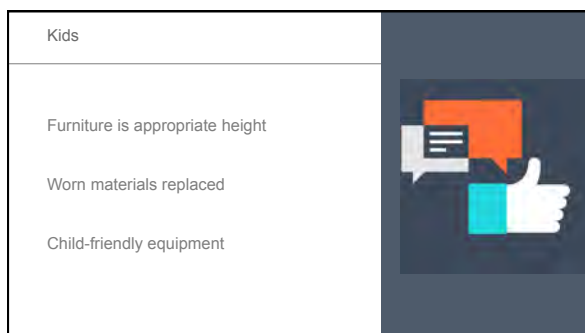 Kids
Furniture is appropriate height
Worn materials replaced
Child-friendly equipment